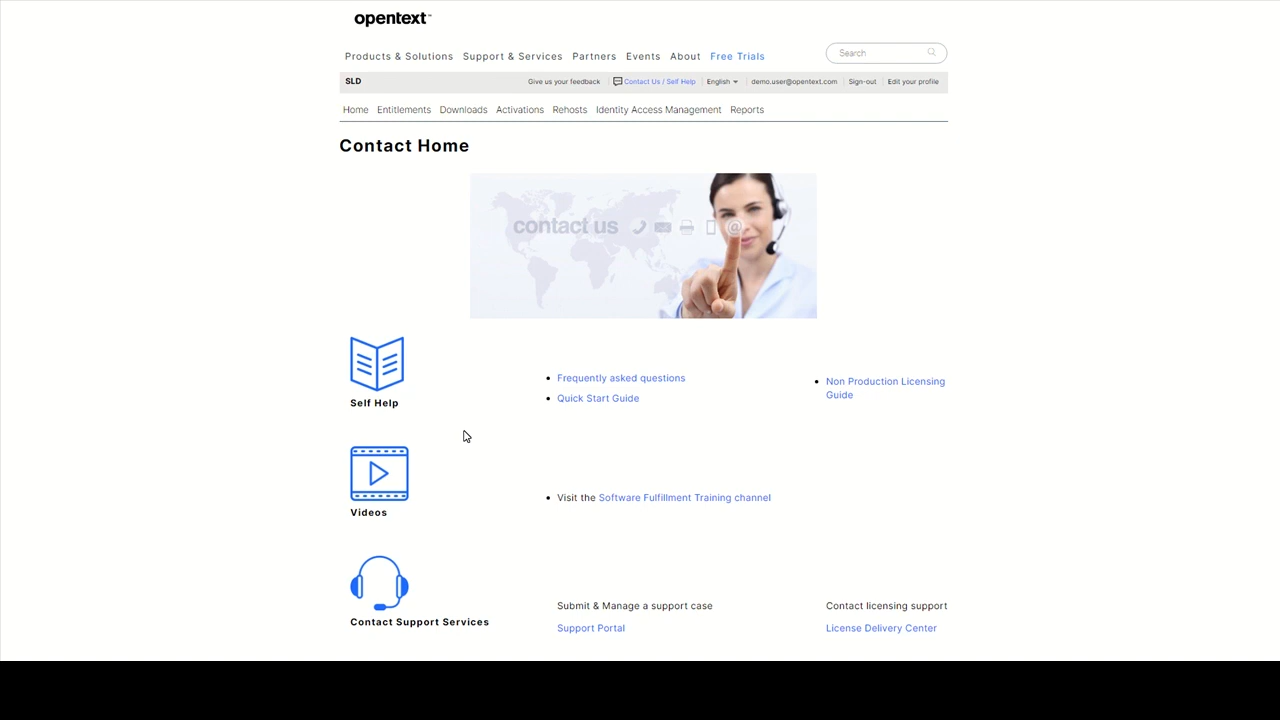 opentext™
Products & Solutions Support & Services Partners Events About Free Trials Search
SLD Give us your feedback Contact Us / Self Help English demo.user@opentext.com Sign-out Edit your profile
Home Entitlements Downloads Activations Rehosts Identity Access Management Reports
Contact Home
contact us @
Frequently asked questions
Quick Start Guide
Non Production Licensing
Guide
Self Help
Visit the Software Fulfillment Training channel
Videos
Submit & Manage a support case
Support Portal
Contact licensing support
License Delivery Center
Contact Support Services